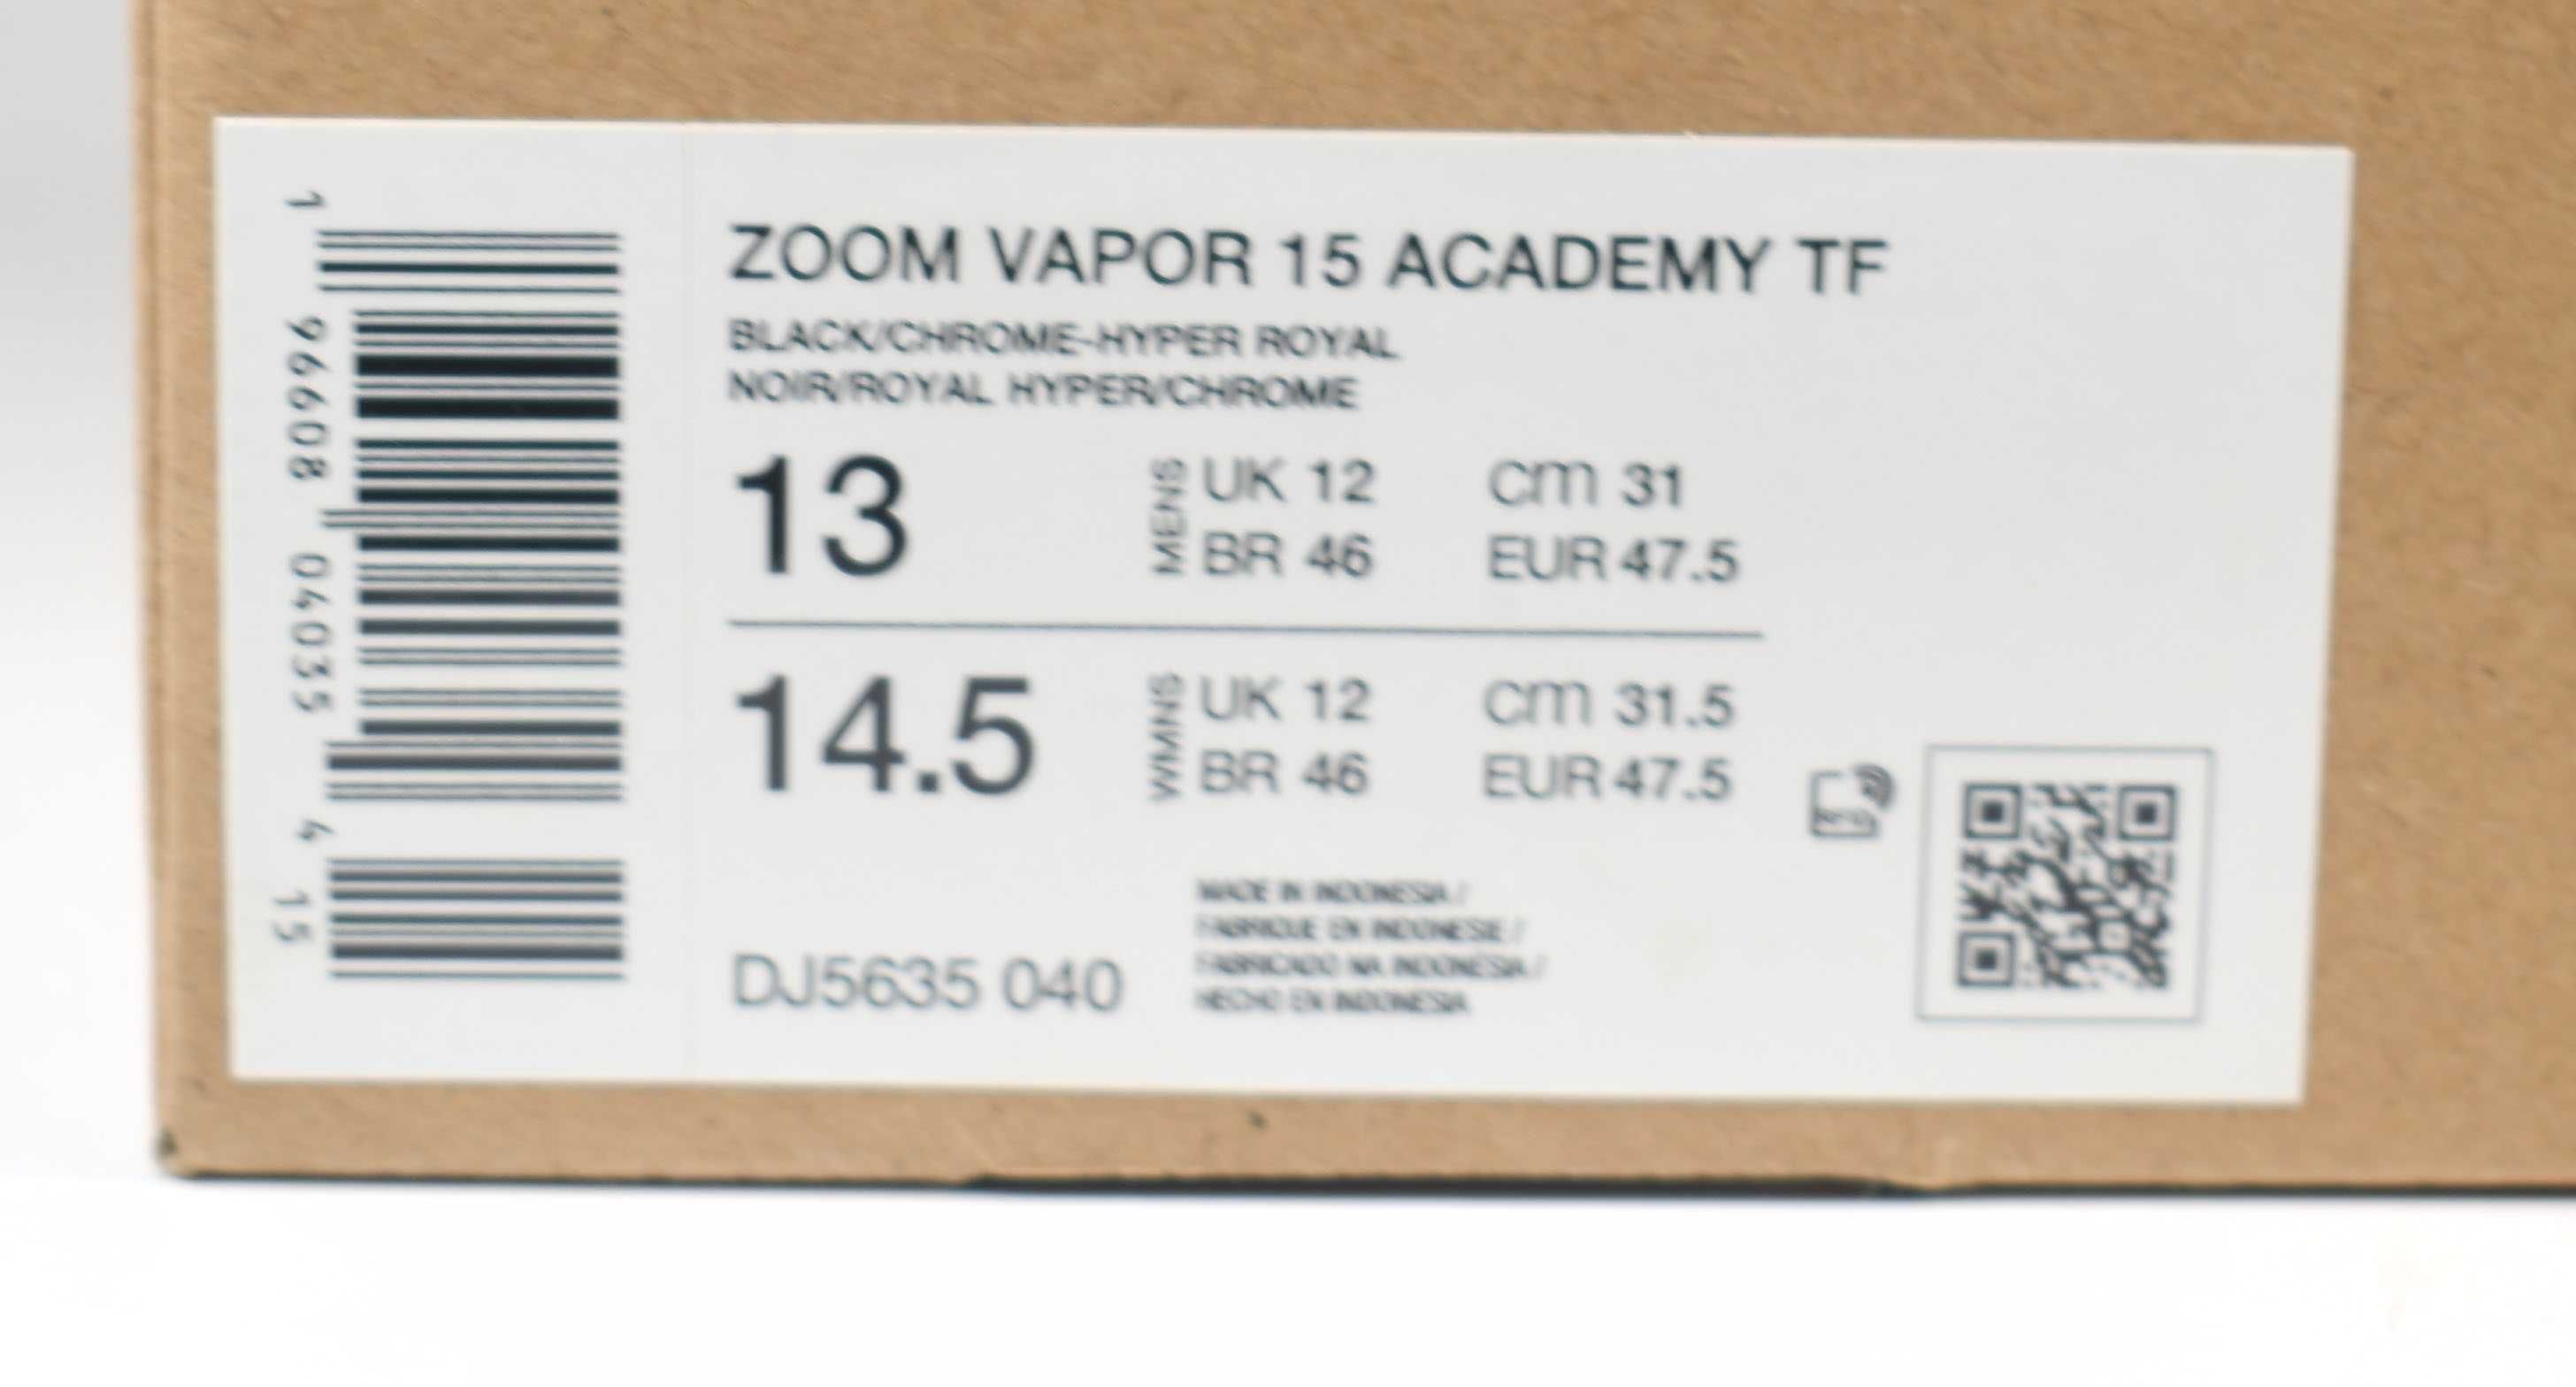 1 96608 04035 4 15
ZOOM VAPOR 15 ACADEMY TF
BLACK/CHROME-HYPER ROYAL
NOIR/ROYAL HYPER/CHROME
13 MENS UK 12 cm 31
BR 46 EUR 47.5
14.5 WMNS UK 12 cm 31.5
BR 46 EUR 47.5
DJ5635 040
MADE IN INDONESIA /
FABRIQUE EN INDONESIE /
FABRICADO NA INDONESIA /
HECHO EN INDONESIA